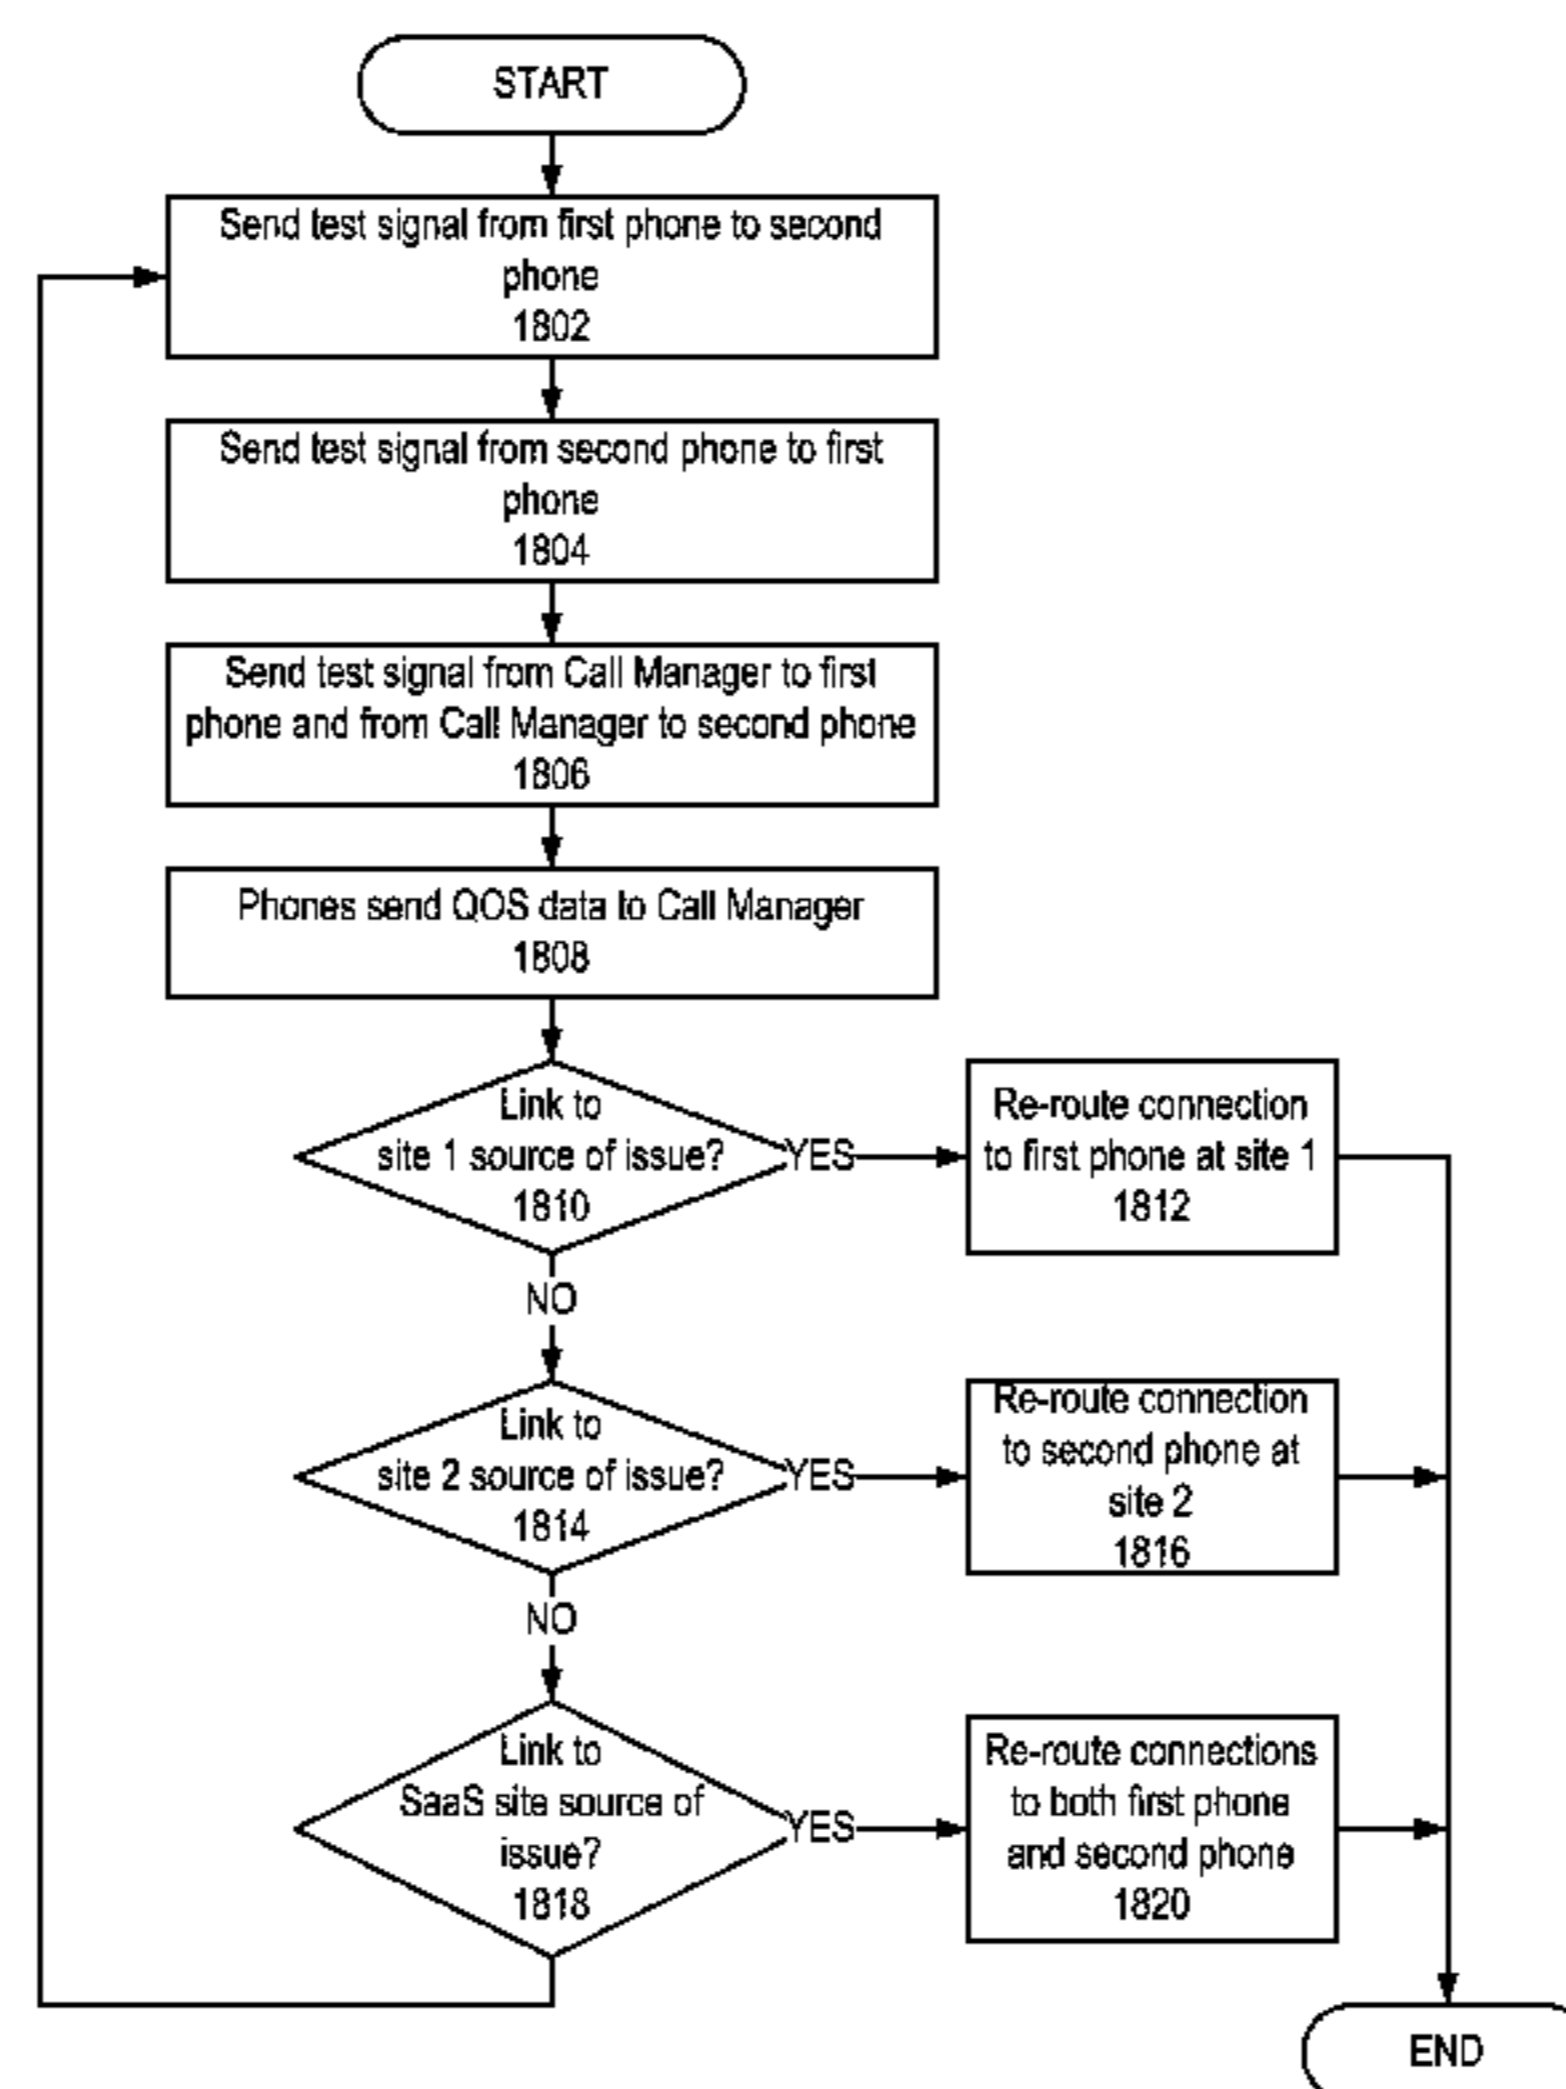 START
Send test signal from first phone to second
phone
1802
Send test signal from second phone to first
phone
1804
Send test signal from Call Manager to first
phone and from Call Manager to second phone
1806
Phones send QOS data to Call Manager
1808
Link to
site 1 source of issue?
1810
YES
Re-route connection
to first phone at site 1
1812
NO
Link to
site 2 source of issue?
1814
YES
Re-route connection
to second phone at
site 2
1816
NO
Link to
SaaS site source of
issue?
1818
YES
Re-route connections
to both first phone
and second phone
1820
END